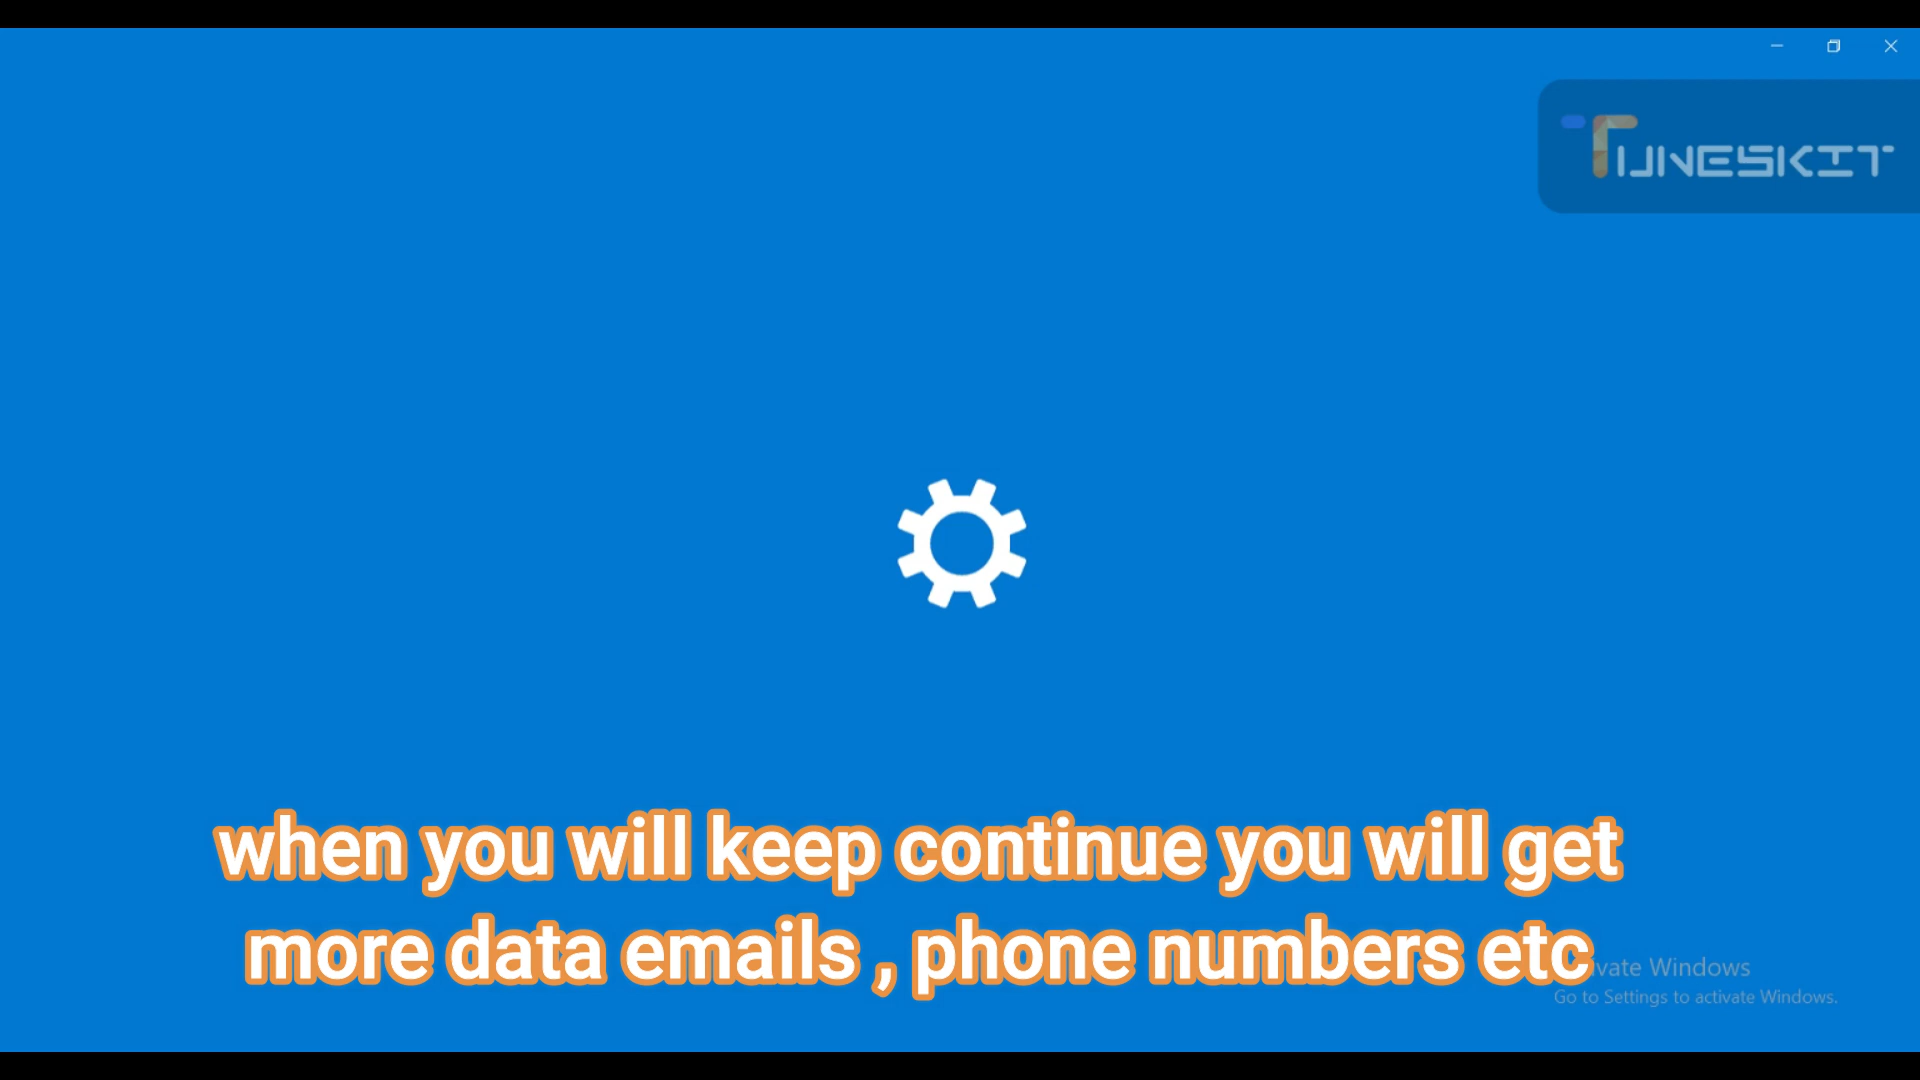 TUNESKIT
when you will keep continue you will get
more data emails , phone numbers etc
vate Windows
Go to Settings to activate Windows.